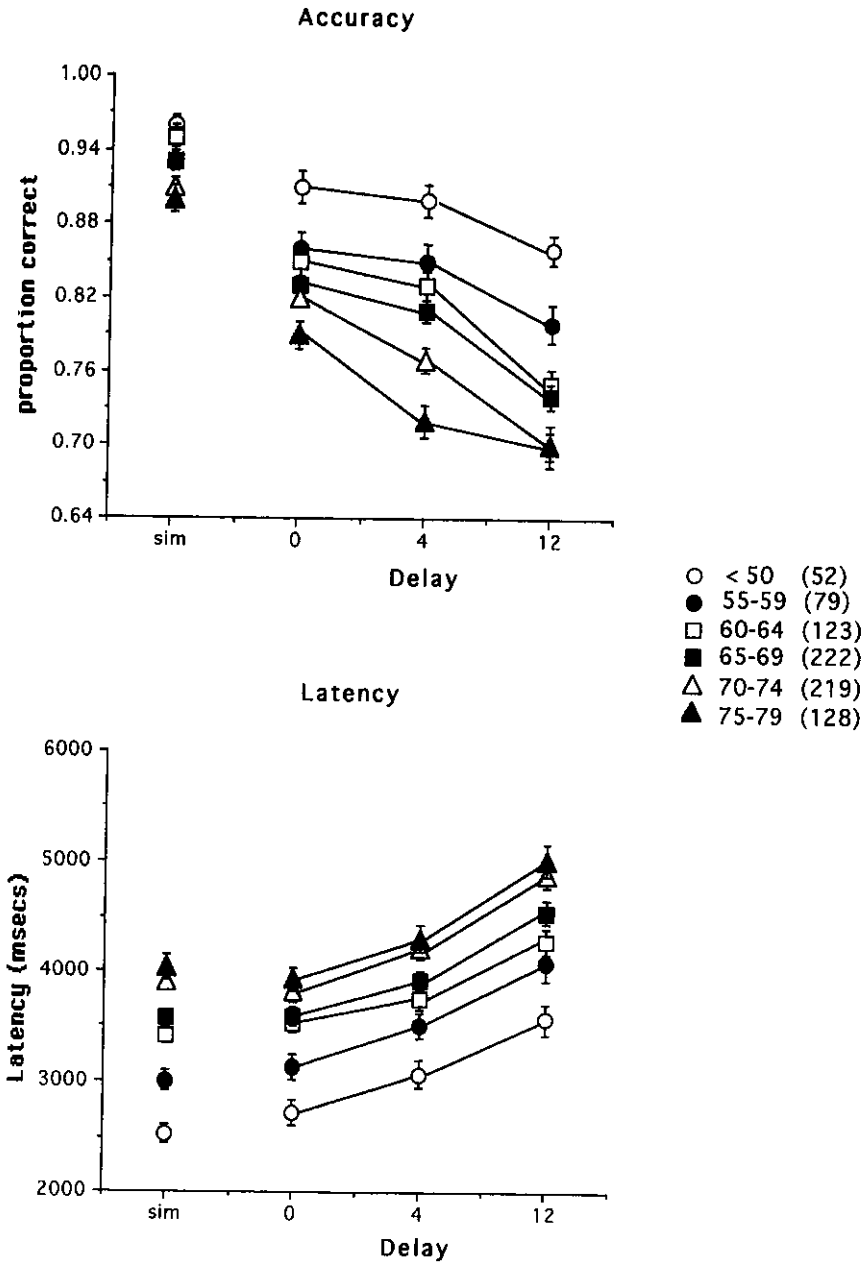 Accuracy
1.00
0.94
0.88
0.82
0.76
0.70
0.64
proportion correct
sim 0 4 12
Delay
< 50 (52)
55-59 (79)
60-64 (123)
65-69 (222)
70-74 (219)
75-79 (128)
Latency
6000
5000
4000
3000
2000
Latency (msecs)
sim 0 4 12
Delay